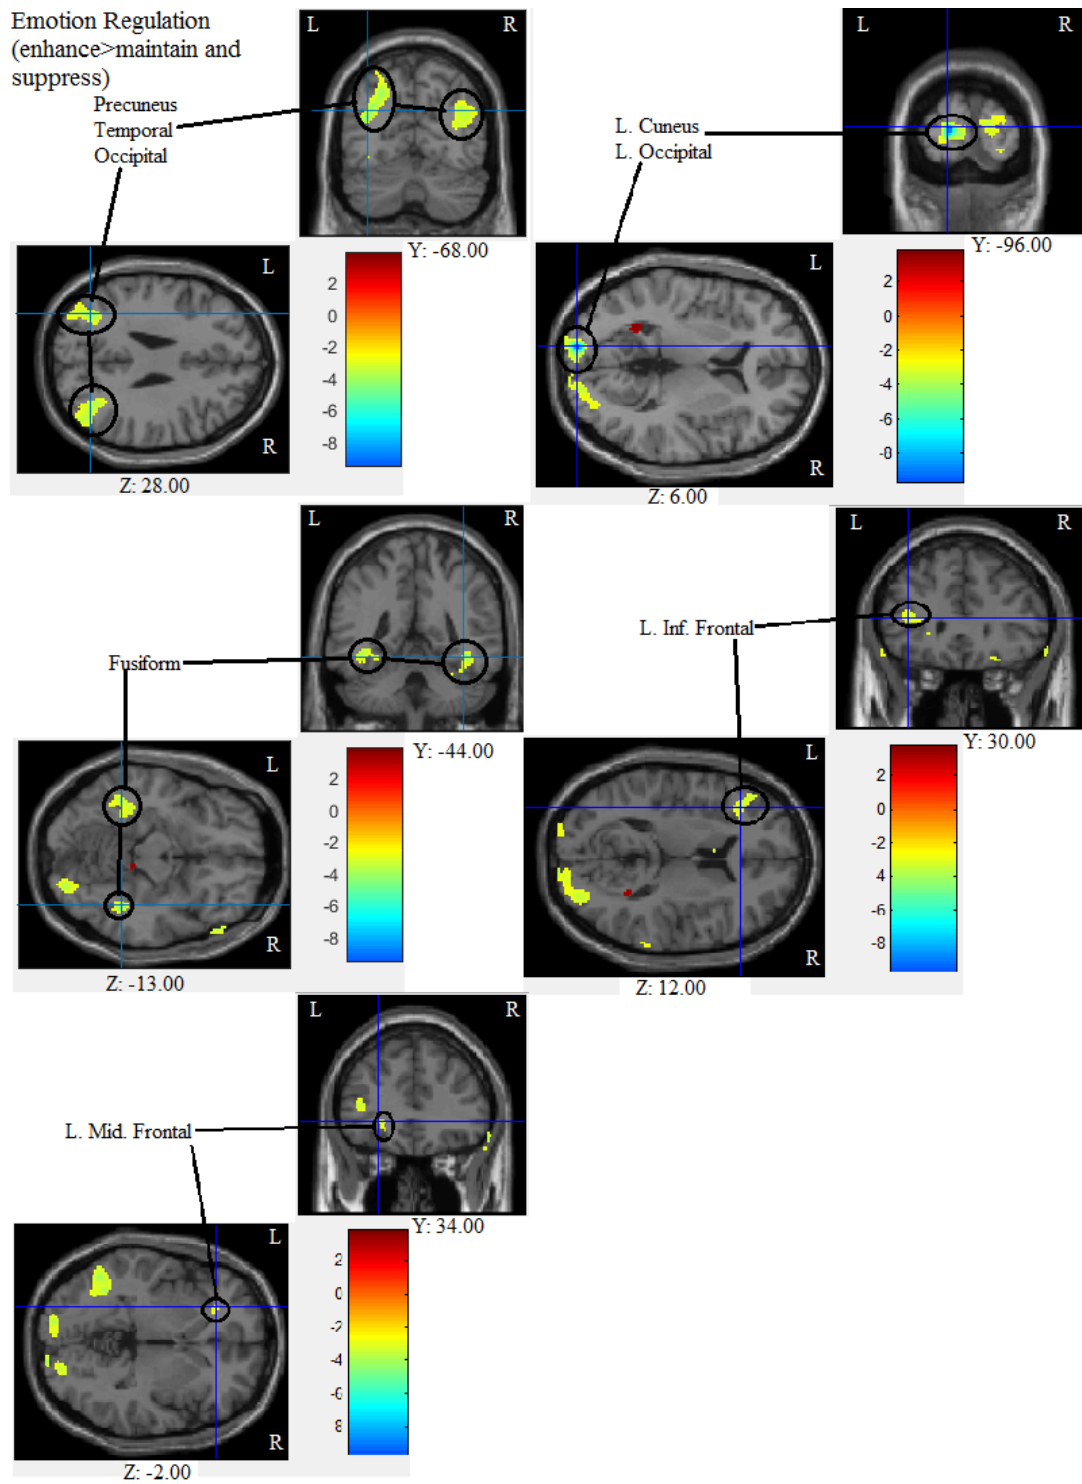 Emotion Regulation
(enhance>maintain and
suppress)
Precuneus
Temporal
Occipital
L R
Y: -68.00
L
R
Z: 28.00
2
0
-2
-4
-6
-8
L. Cuneus
L. Occipital
L R
Y: -96.00
L
R
Z: 6.00
2
0
-2
-4
-6
-8
Fusiform
L R
Y: -44.00
L
R
Z: -13.00
2
0
-2
-4
-6
-8
L. Inf. Frontal
L R
Y: 30.00
L
R
Z: 12.00
2
0
-2
-4
-6
-8
L. Mid. Frontal
L R
Y: 34.00
L
R
Z: -2.00
2
0
-2
-4
-6
8